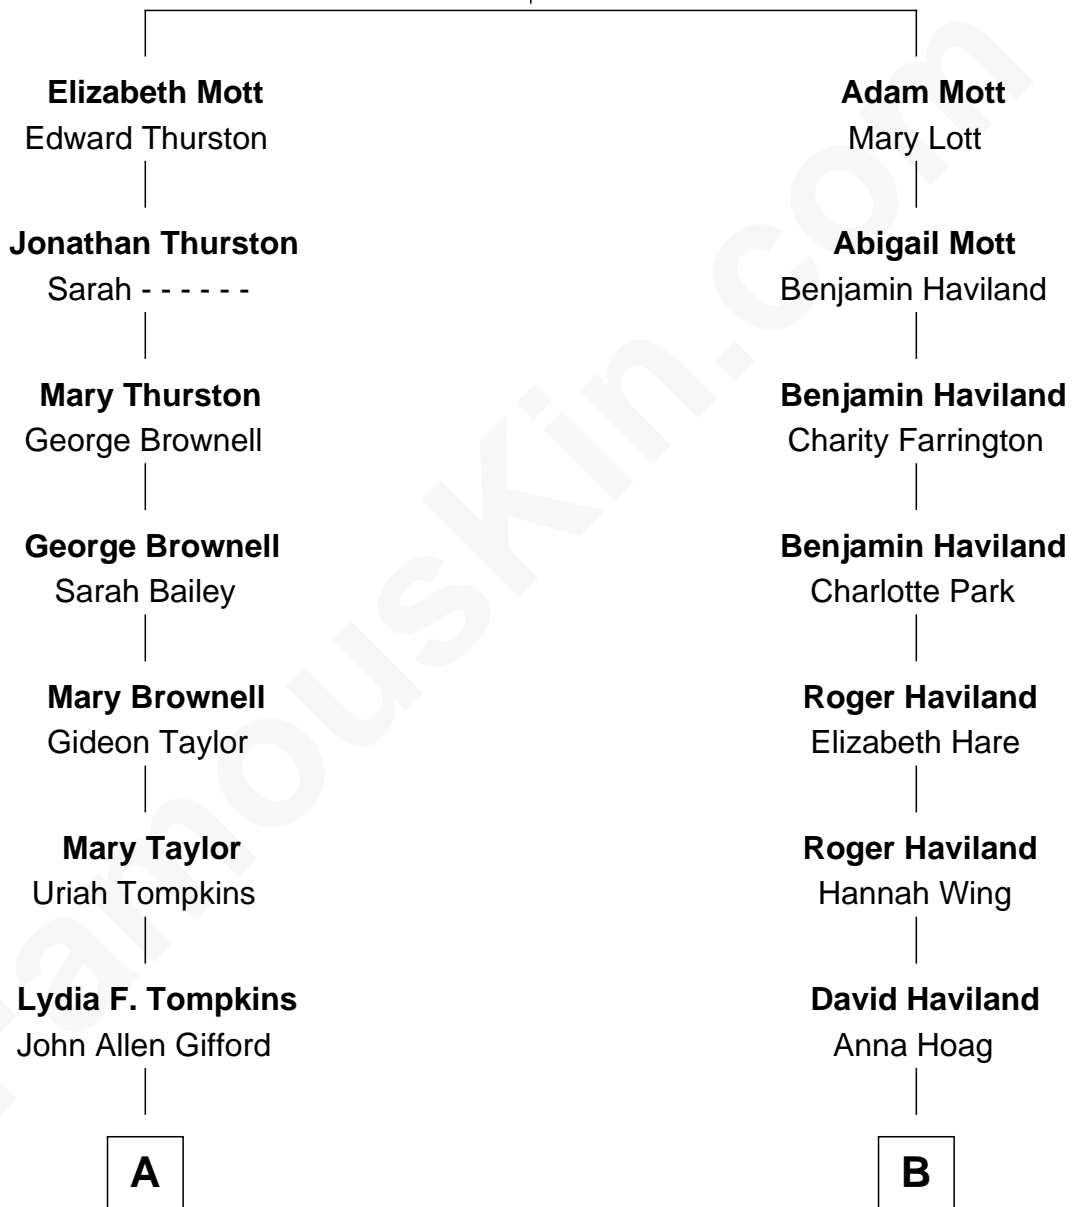 Elizabeth Mott
Edward Thurston
Jonathan Thurston
Sarah - - - - - -
Mary Thurston
George Brownell
George Brownell
Sarah Bailey
Mary Brownell
Gideon Taylor
Mary Taylor
Uriah Tompkins
Lydia F. Tompkins
John Allen Gifford
A
Adam Mott
Mary Lott
Abigail Mott
Benjamin Haviland
Benjamin Haviland
Charity Farrington
Benjamin Haviland
Charlotte Park
Roger Haviland
Elizabeth Hare
Roger Haviland
Hannah Wing
David Haviland
Anna Hoag
B
FamousKin.com